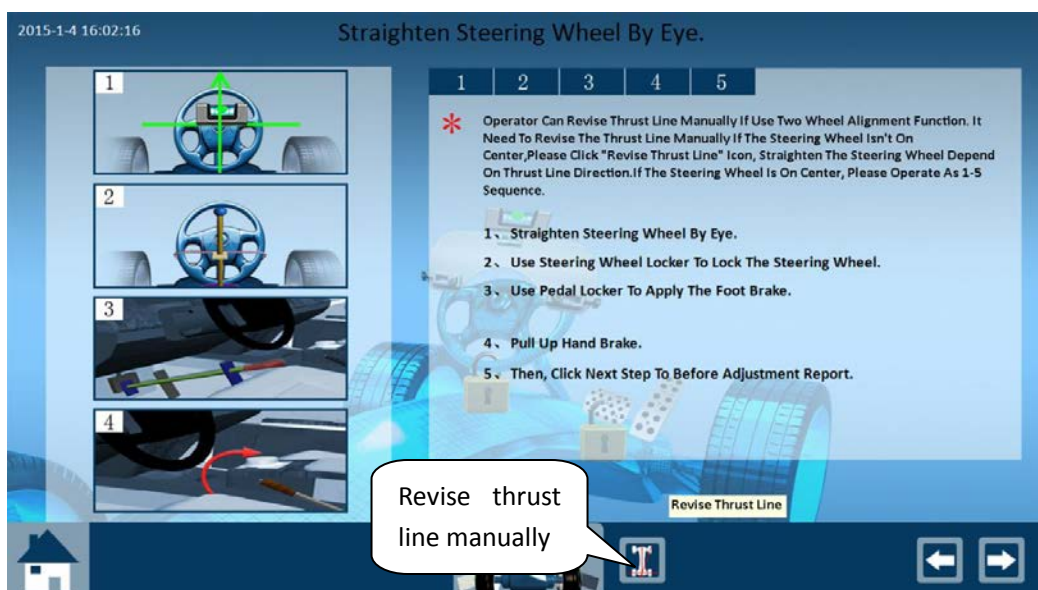 2015-1-4 16:02:16
Straighten Steering Wheel By Eye.
1
2
3
4
1 2 3 4 5
* Operator Can Revise Thrust Line Manually If Use Two Wheel Alignment Function. It
Need To Revise The Thrust Line Manually If The Steering Wheel Isn't On
Center,Please Click "Revise Thrust Line" Icon, Straighten The Steering Wheel Depend
On Thrust Line Direction.If The Steering Wheel Is On Center, Please Operate As 1-5
Sequence.
1、 Straighten Steering Wheel By Eye.
2、 Use Steering Wheel Locker To Lock The Steering Wheel.
3、 Use Pedal Locker To Apply The Foot Brake.
4、 Pull Up Hand Brake.
5、 Then, Click Next Step To Before Adjustment Report.
Revise thrust
line manually
Revise Thrust Line